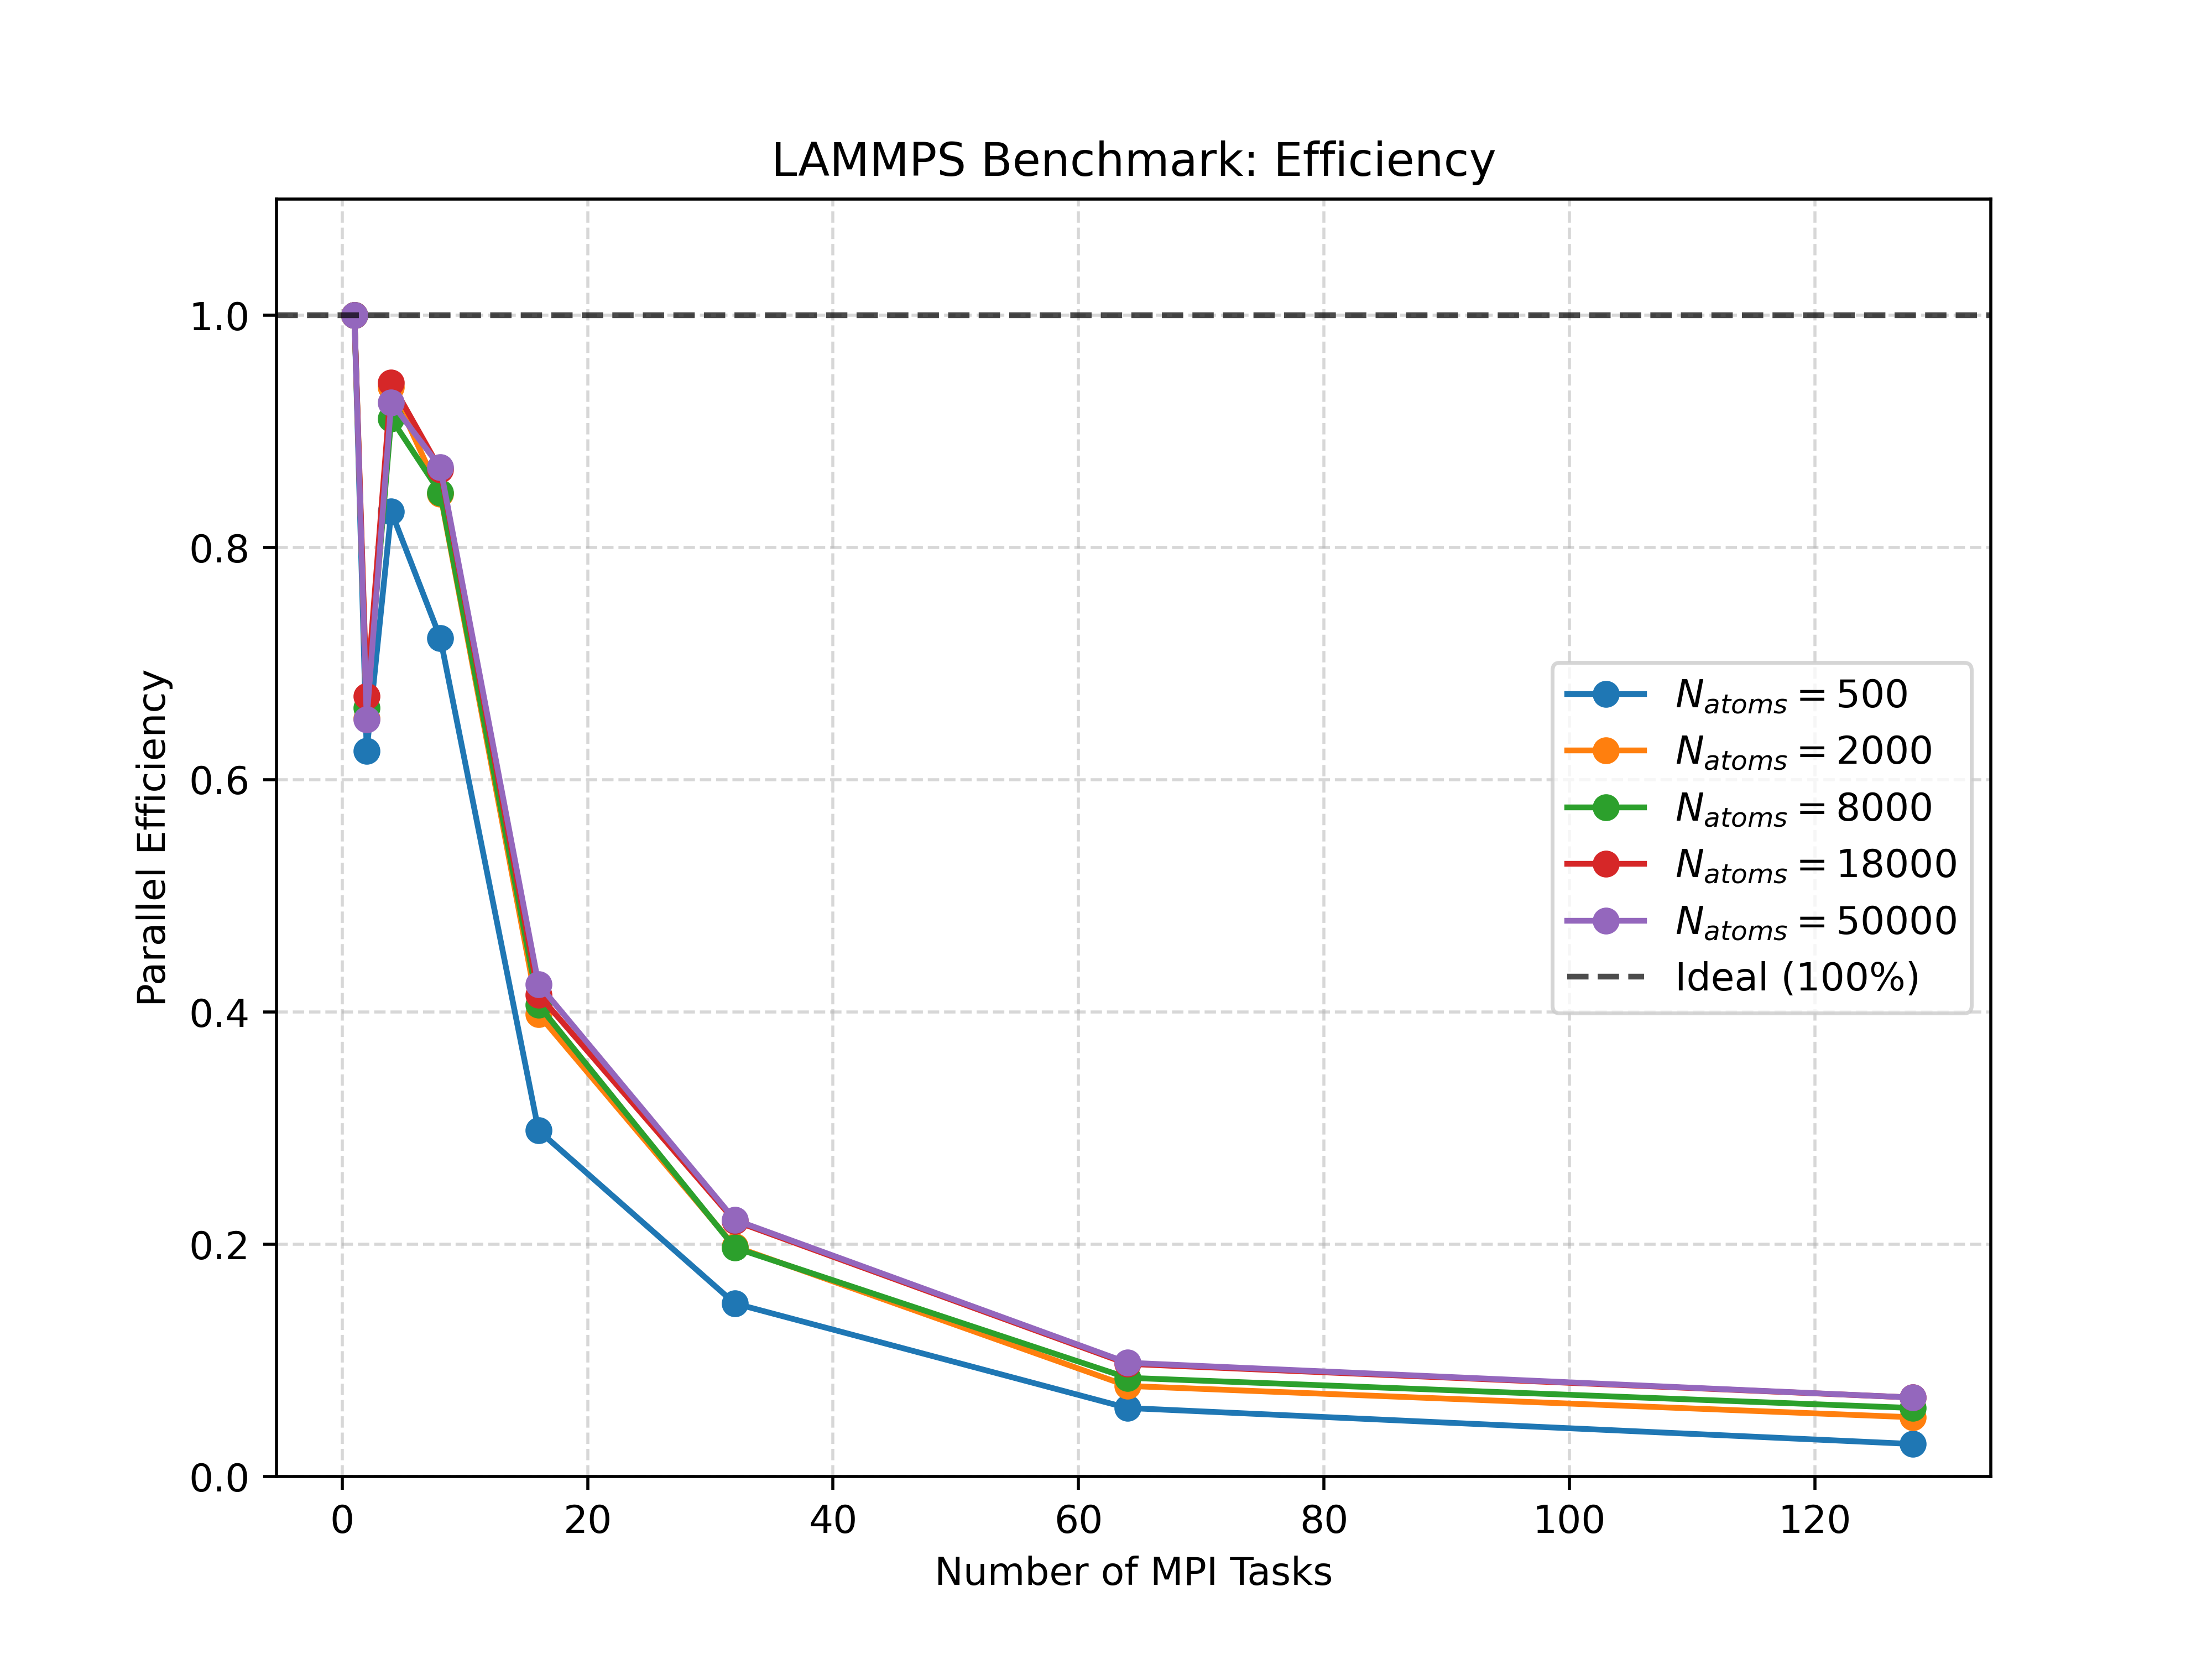 LAMMPS Benchmark: Efficiency
Parallel Efficiency
1.0
0.8
0.6
0.4
0.2
0.0
N_atoms = 500
N_atoms = 2000
N_atoms = 8000
N_atoms = 18000
N_atoms = 50000
Ideal (100%)
0 20 40 60 80 100 120
Number of MPI Tasks